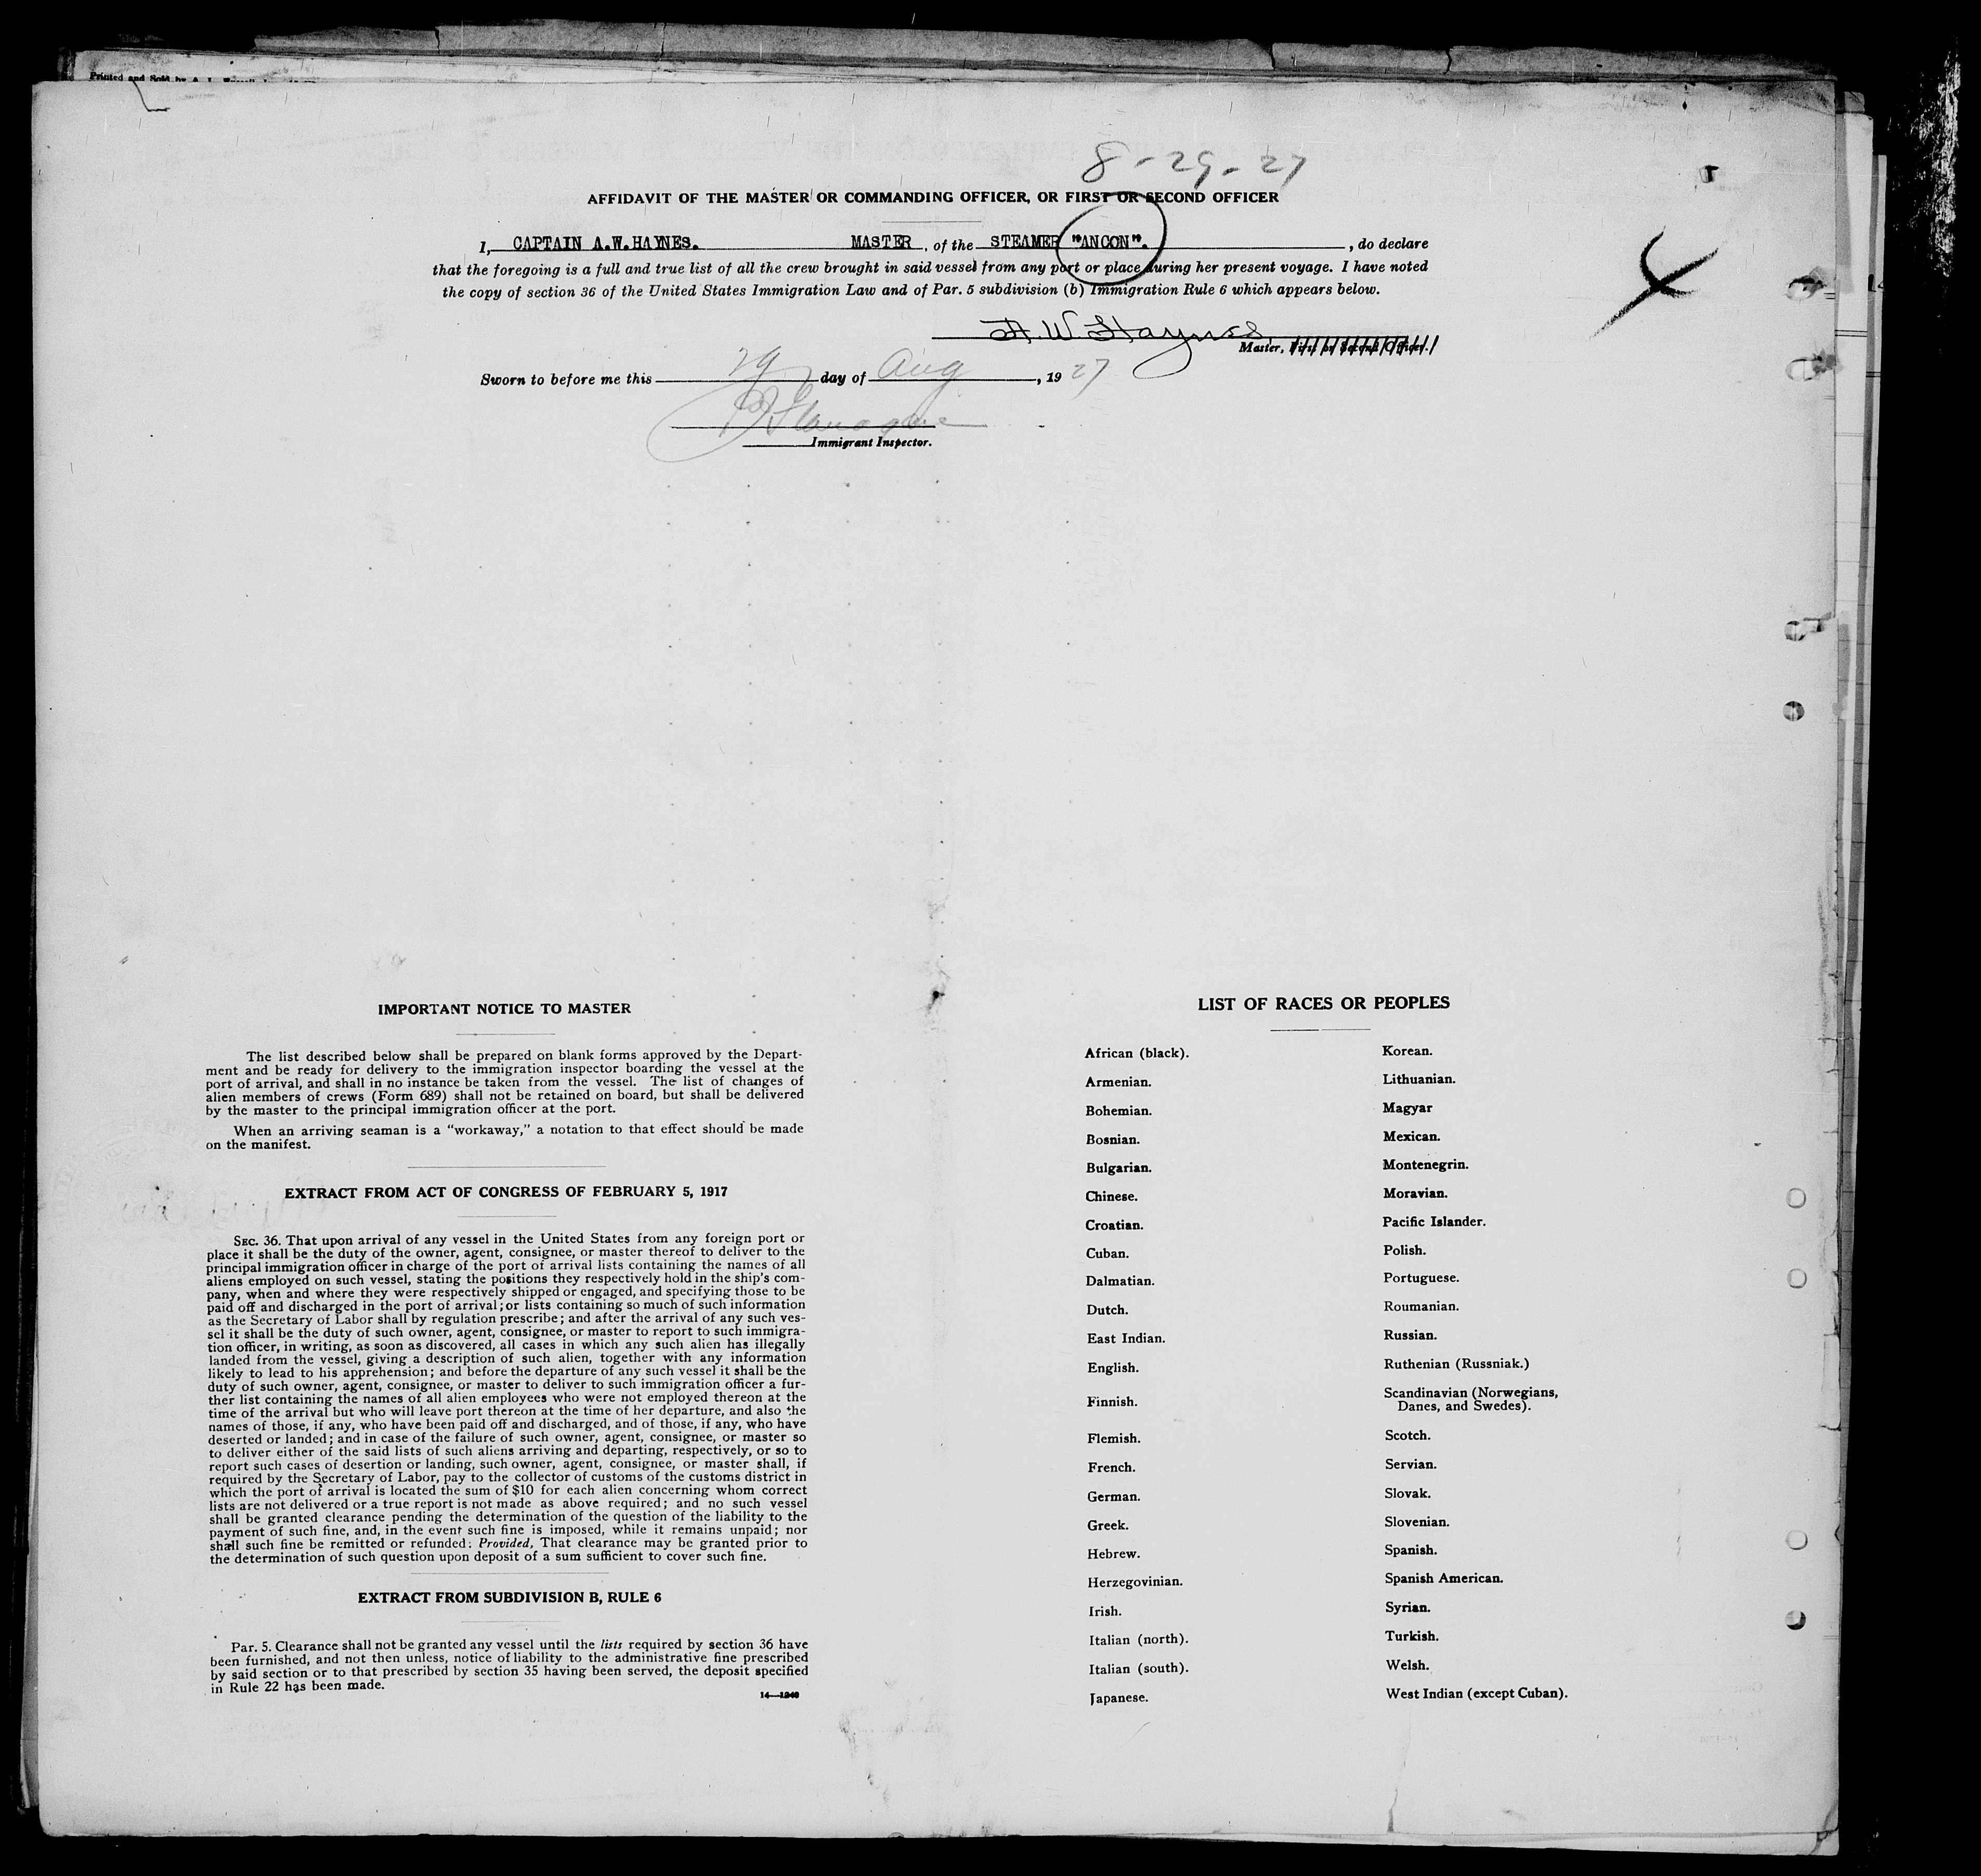 Printed and Sold by
8-29-27
AFFIDAVIT OF THE MASTER OR COMMANDING OFFICER, OR FIRST OR SECOND OFFICER
I, CAPTAIN A.W.HAYNES. MASTER, of the STEAMER "ANCON"., do declare
that the foregoing is a full and true list of all the crew brought in said vessel from any port or place during her present voyage. I have noted
the copy of section 36 of the United States Immigration Law and of Par. 5 subdivision (b) Immigration Rule 6 which appears below.
A. W. Haynes
Master, First or Second Officer.
Sworn to before me this 29 day of Aug, 1927
Immigrant Inspector.
IMPORTANT NOTICE TO MASTER
The list described below shall be prepared on blank forms approved by the Depart-
ment and be ready for delivery to the immigration inspector boarding the vessel at the
port of arrival, and shall in no instance be taken from the vessel. The list of changes of
alien members of crews (Form 689) shall not be retained on board, but shall be delivered
by the master to the principal immigration officer at the port.
When an arriving seaman is a "workaway," a notation to that effect should be made
on the manifest.
EXTRACT FROM ACT OF CONGRESS OF FEBRUARY 5, 1917
SEC. 36. That upon arrival of any vessel in the United States from any foreign port or
place it shall be the duty of the owner, agent, consignee, or master thereof to deliver to the
principal immigration officer in charge of the port of arrival lists containing the names of all
aliens employed on such vessel, stating the positions they respectively hold in the ship's com-
pany, when and where they were respectively shipped or engaged, and specifying those to be
paid off and discharged in the port of arrival; or lists containing so much of such information
as the Secretary of Labor shall by regulation prescribe; and after the arrival of any such ves-
sel it shall be the duty of such owner, agent, consignee, or master to report to such immigra-
tion officer, in writing, as soon as discovered, all cases in which any such alien has illegally
landed from the vessel, giving a description of such alien, together with any information
likely to lead to his apprehension; and before the departure of any such vessel it shall be the
duty of such owner, agent, consignee, or master to deliver to such immigration officer a fur-
ther list containing the names of all alien employees who were not employed thereon at the
time of the arrival but who will leave port thereon at the time of her departure, and also the
names of those, if any, who have been paid off and discharged, and of those, if any, who have
deserted or landed; and in case of the failure of such owner, agent, consignee, or master so
to deliver either of the said lists of such aliens arriving and departing, respectively, or so to
report such cases of desertion or landing, such owner, agent, consignee, or master shall, if
required by the Secretary of Labor, pay to the collector of customs of the customs district in
which the port of arrival is located the sum of $10 for each alien concerning whom correct
lists are not delivered or a true report is not made as above required; and no such vessel
shall be granted clearance pending the determination of the question of the liability to the
payment of such fine, and, in the event such fine is imposed, while it remains unpaid; nor
shall such fine be remitted or refunded: Provided, That clearance may be granted prior to
the determination of such question upon deposit of a sum sufficient to cover such fine.
EXTRACT FROM SUBDIVISION B, RULE 6
Par. 5. Clearance shall not be granted any vessel until the lists required by section 36 have
been furnished, and not then unless, notice of liability to the administrative fine prescribed
by said section or to that prescribed by section 35 having been served, the deposit specified
in Rule 22 has been made.
14—1240
LIST OF RACES OR PEOPLES
African (black).
Armenian.
Bohemian.
Bosnian.
Bulgarian.
Chinese.
Croatian.
Cuban.
Dalmatian.
Dutch.
East Indian.
English.
Finnish.
Flemish.
French.
German.
Greek.
Hebrew.
Herzegovinian.
Irish.
Italian (north).
Italian (south).
Japanese.
Korean.
Lithuanian.
Magyar
Mexican.
Montenegrin.
Moravian.
Pacific Islander.
Polish.
Portuguese.
Roumanian.
Russian.
Ruthenian (Russniak.)
Scandinavian (Norwegians,
Danes, and Swedes).
Scotch.
Servian.
Slovak.
Slovenian.
Spanish.
Spanish American.
Syrian.
Turkish.
Welsh.
West Indian (except Cuban).